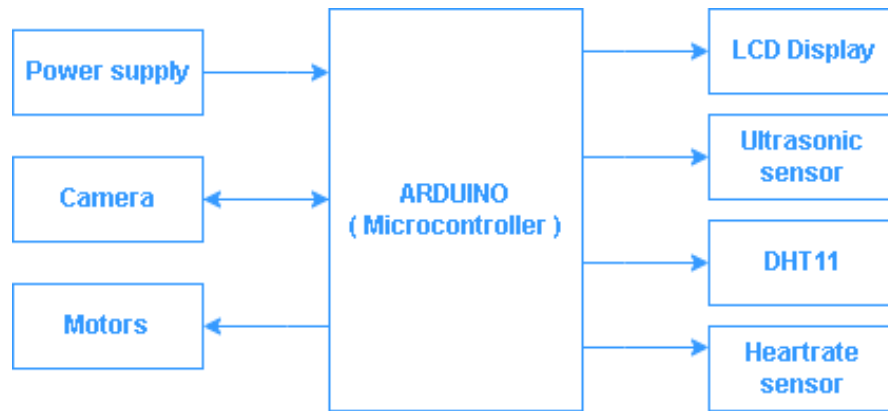 Power supply
Camera
Motors
ARDUINO
( Microcontroller )
LCD Display
Ultrasonic
sensor
DHT11
Heartrate
sensor